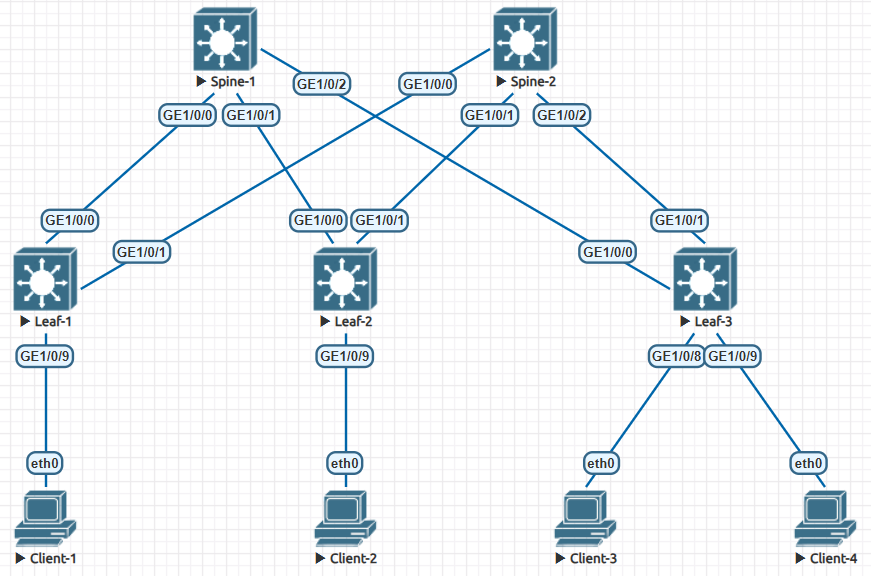 Spine-1
Spine-2
GE1/0/2
GE1/0/0
GE1/0/0
GE1/0/1
GE1/0/1
GE1/0/2
GE1/0/0
GE1/0/0
GE1/0/1
GE1/0/1
GE1/0/1
GE1/0/0
Leaf-1
Leaf-2
Leaf-3
GE1/0/9
GE1/0/9
GE1/0/8
GE1/0/9
eth0
eth0
eth0
eth0
Client-1
Client-2
Client-3
Client-4